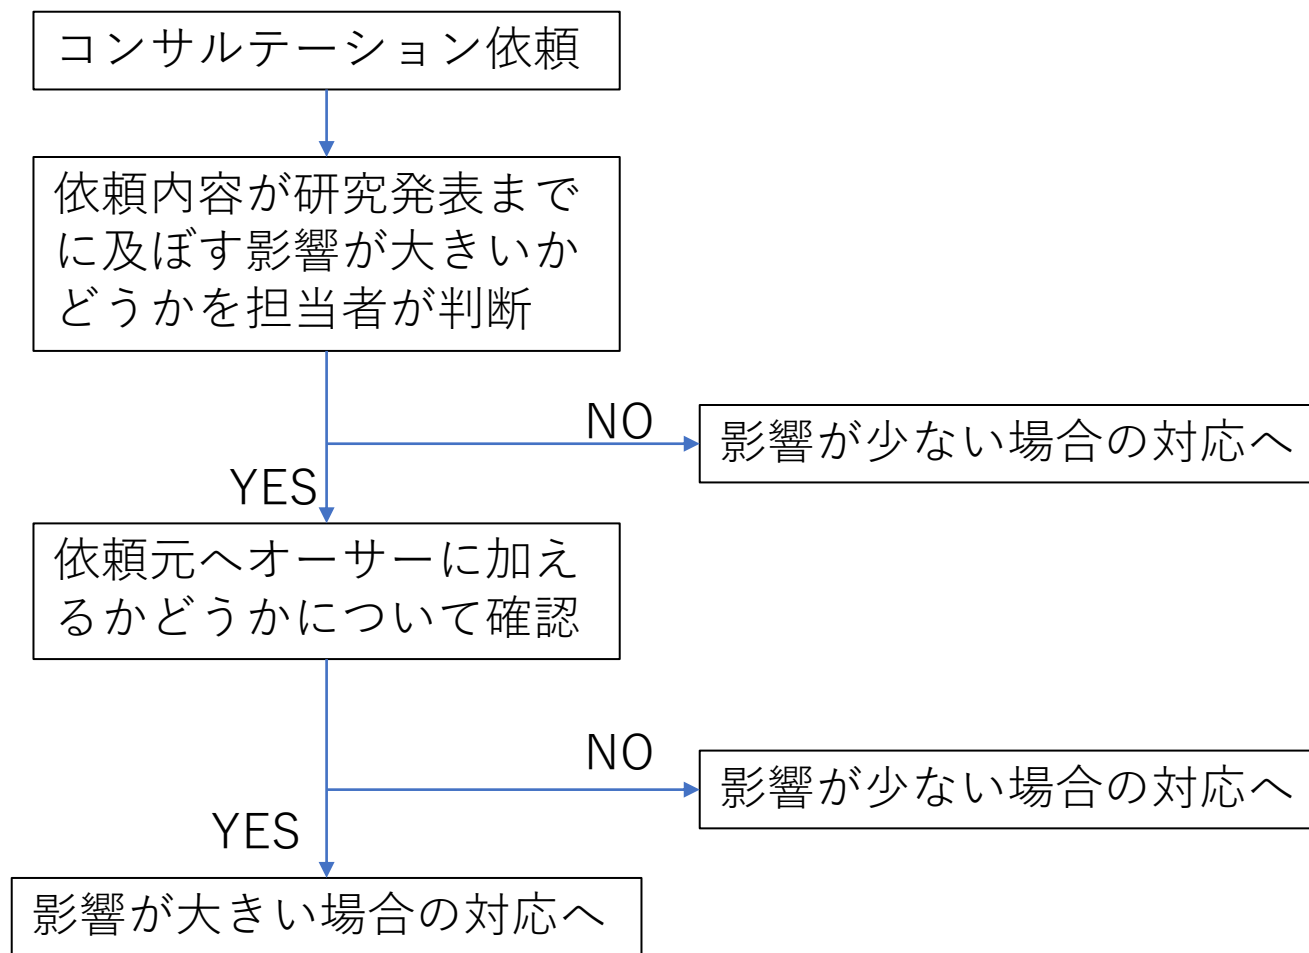 コンサルテーション依頼
依頼内容が研究発表まで
に及ぼす影響が大きいか
どうかを担当者が判断
NO
影響が少ない場合の対応へ
YES
依頼元へオーサーに加え
るかどうかについて確認
NO
影響が少ない場合の対応へ
YES
影響が大きい場合の対応へ